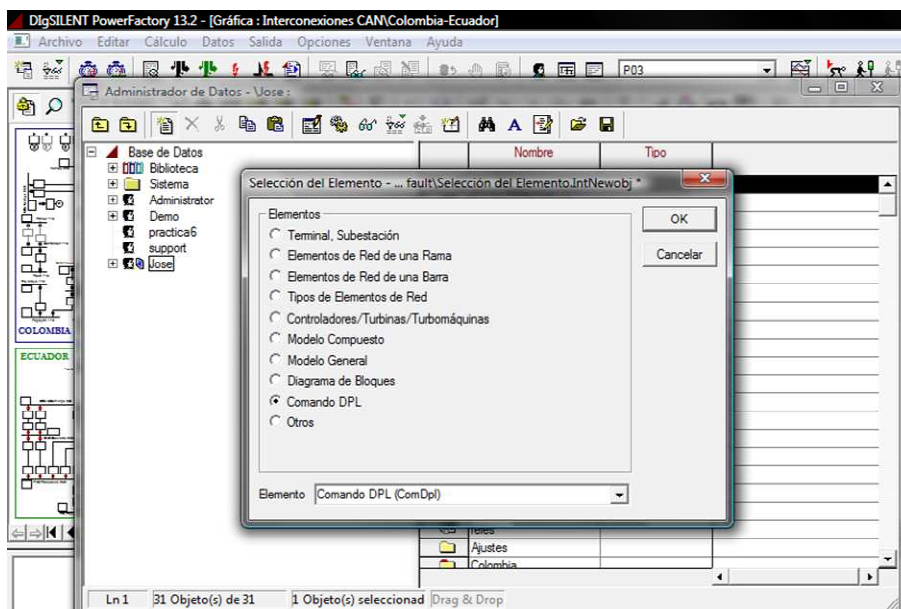 DIgSILENT PowerFactory 13.2 - [Gráfica : Interconexiones CAN\Colombia-Ecuador]
Archivo Editar Cálculo Datos Salida Opciones Ventana Ayuda
P03
Administrador de Datos - \Jose :
Base de Datos
Biblioteca
Sistema
Administrator
Demo
practica6
support
Jose
Nombre Tipo
Selección del Elemento - ... fault\Selección del Elemento.IntNewobj *
Elementos
Terminal, Subestación
Elementos de Red de una Rama
Elementos de Red de una Barra
Tipos de Elementos de Red
Controladores/Turbinas/Turbomáquinas
Modelo Compuesto
Modelo General
Diagrama de Bloques
Comando DPL
Otros
OK
Cancelar
Elemento Comando DPL (ComDpl)
COLOMBIA
ECUADOR
Ajustes
Colombia
Ln 1 31 Objeto(s) de 31 1 Objeto(s) seleccionad Drag & Drop